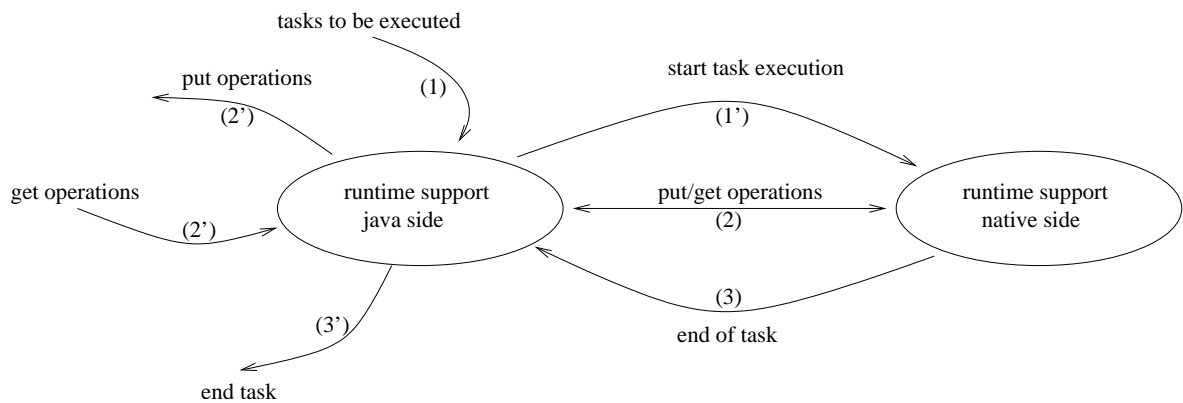 tasks to be executed
(1)
put operations
(2’)
start task execution
(1’)
get operations
(2’)
runtime support
java side
put/get operations
(2)
runtime support
native side
(3)
end of task
(3’)
end task